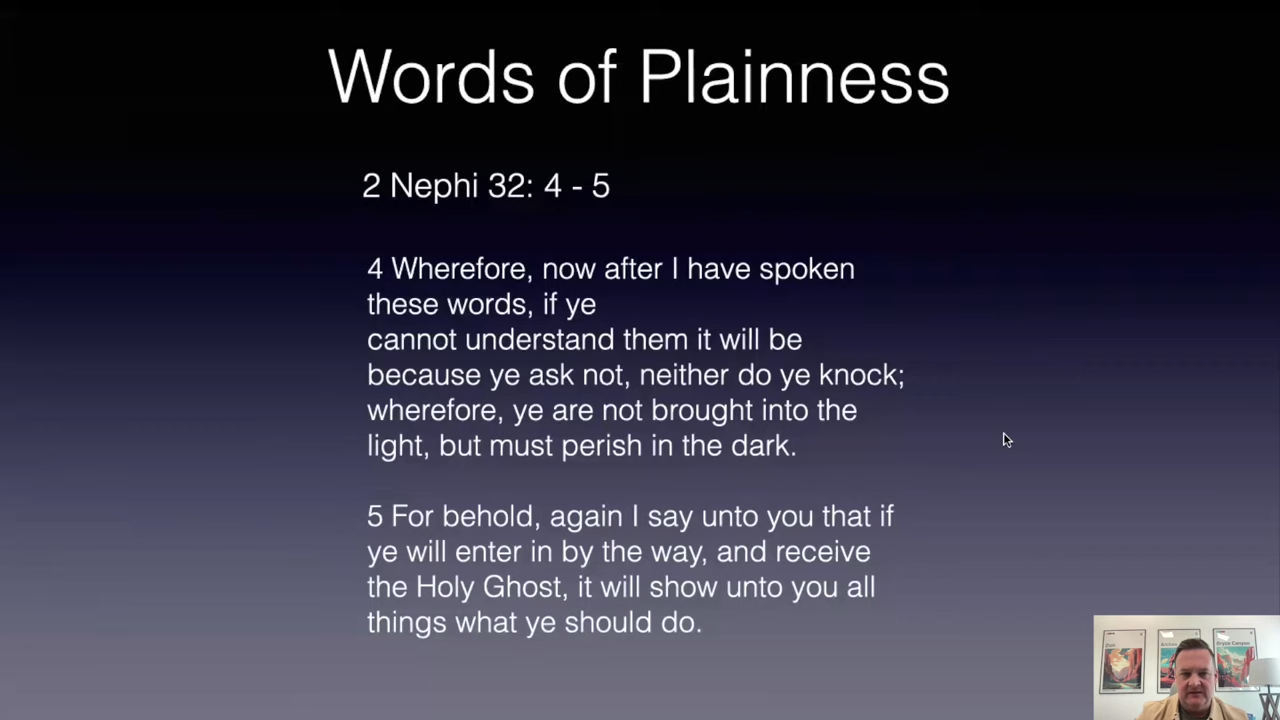 Words of Plainness
2 Nephi 32: 4 - 5
4 Wherefore, now after I have spoken
these words, if ye
cannot understand them it will be
because ye ask not, neither do ye knock;
wherefore, ye are not brought into the
light, but must perish in the dark.
5 For behold, again I say unto you that if
ye will enter in by the way, and receive
the Holy Ghost, it will show unto you all
things what ye should do.
Zion
Arches
Bryce Canyon